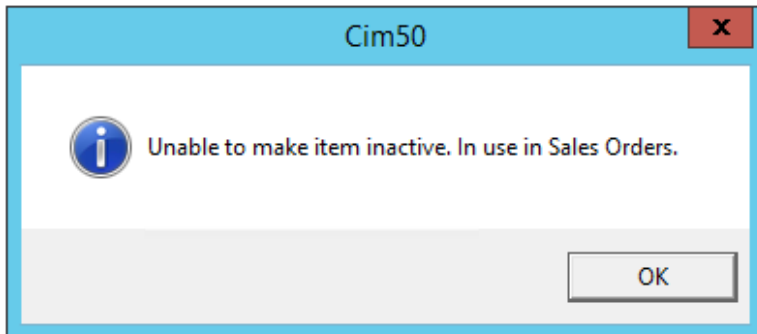 Cim50
x
Unable to make item inactive. In use in Sales Orders.
OK